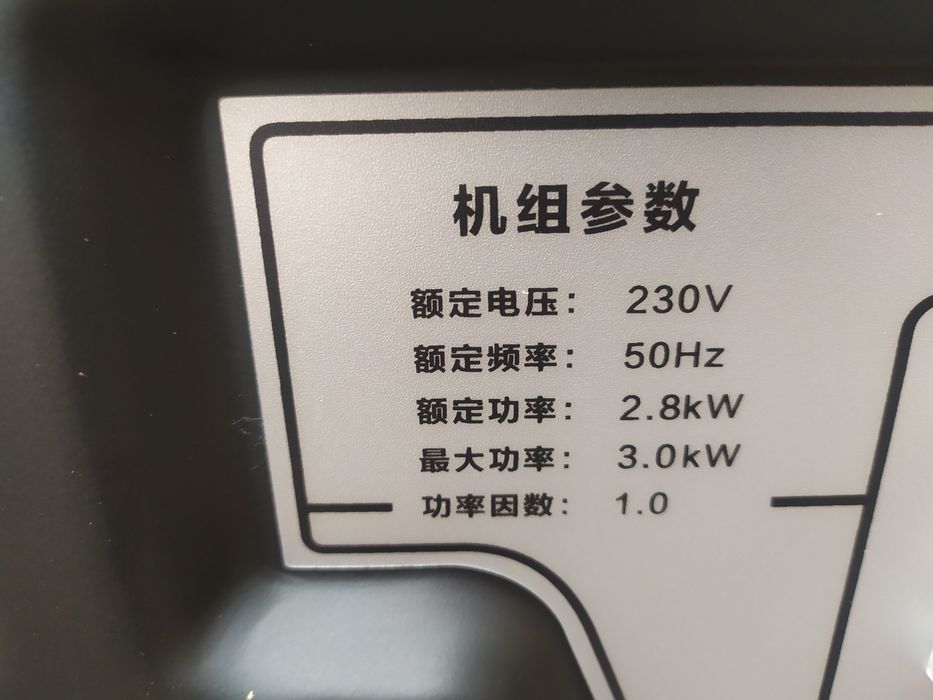 机组参数
额定电压： 230V
额定频率： 50Hz
额定功率： 2.8kW
最大功率： 3.0kW
功率因数： 1.0